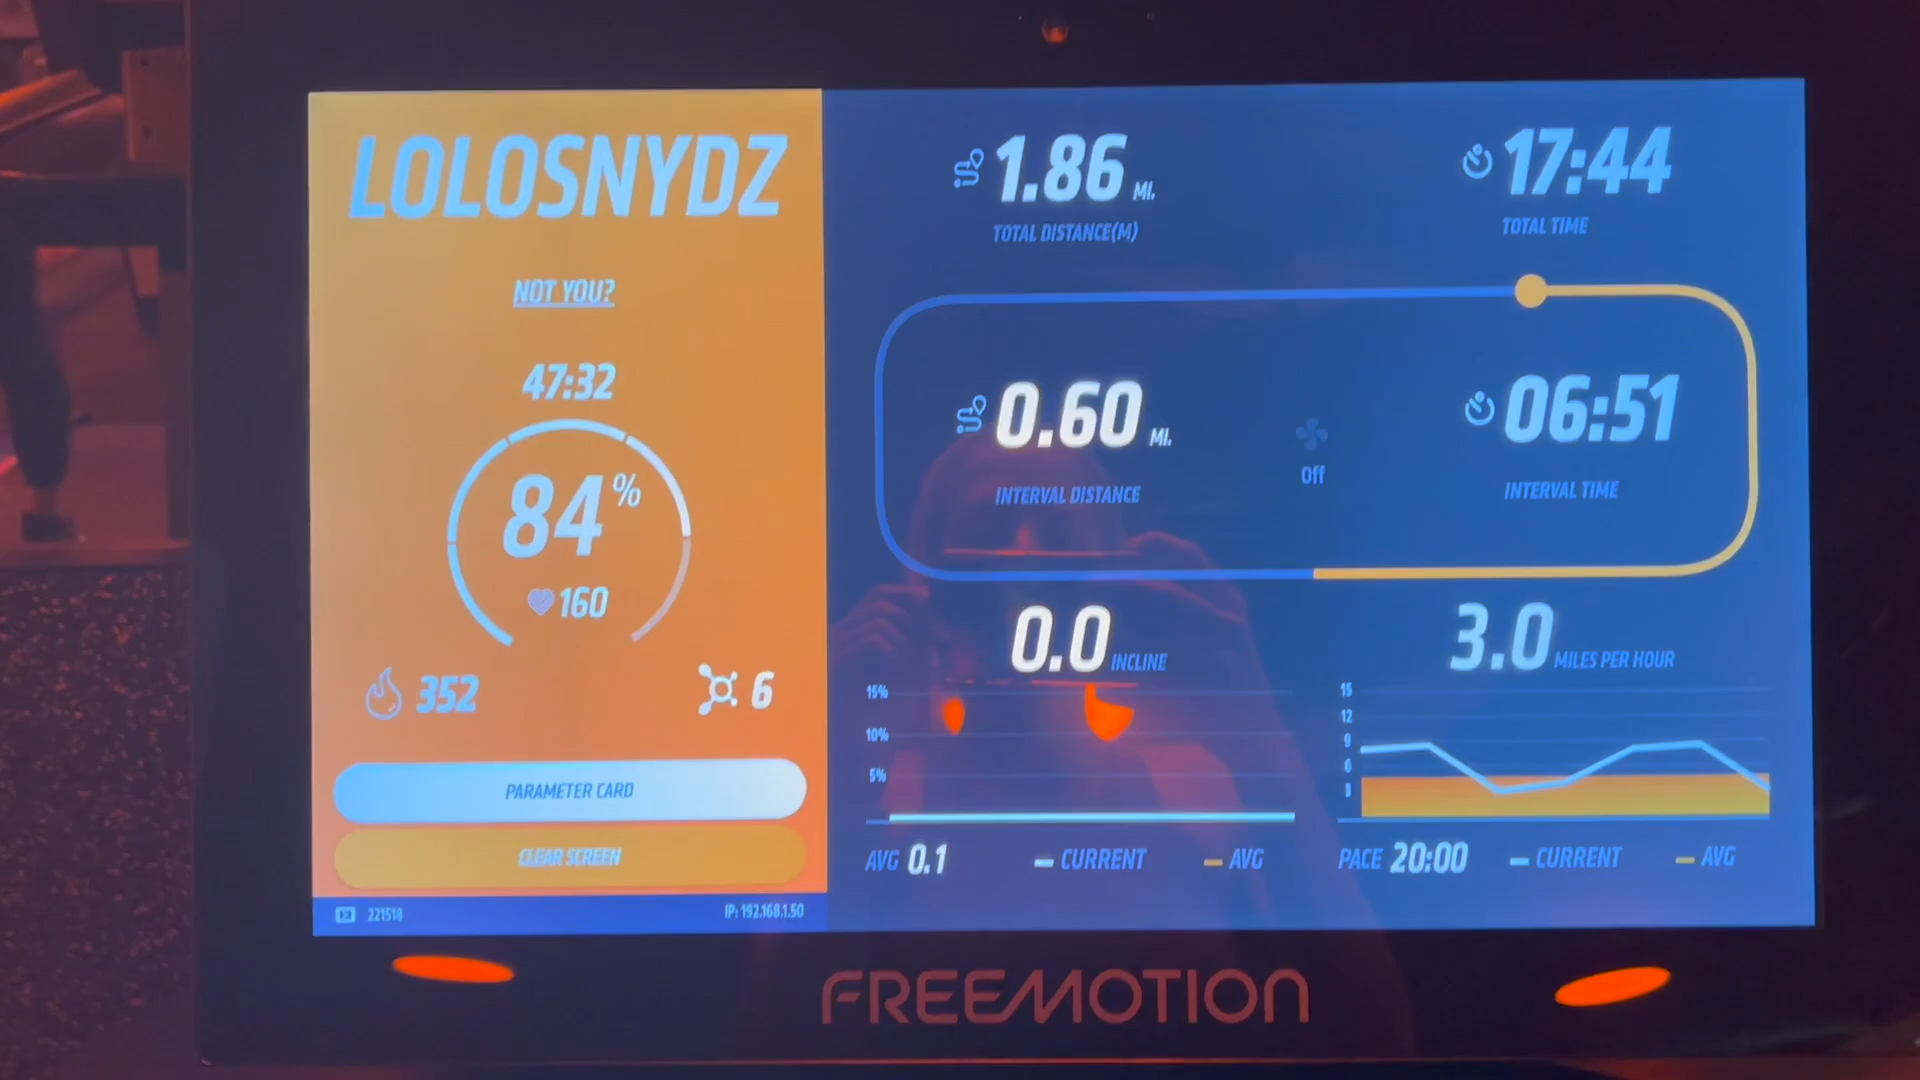 LOLOSNYDZ
NOT YOU?
47:32
84%
160
352
6
PARAMETER CARD
CLEAR SCREEN
221518
IP: 192.168.1.50
1.86 MI.
TOTAL DISTANCE(M)
17:44
TOTAL TIME
0.60 MI.
INTERVAL DISTANCE
Off
06:51
INTERVAL TIME
0.0 INCLINE
15%
10%
5%
AVG 0.1
CURRENT
AVG
3.0 MILES PER HOUR
15
12
9
6
3
PACE 20:00
CURRENT
AVG
FREEMOTION